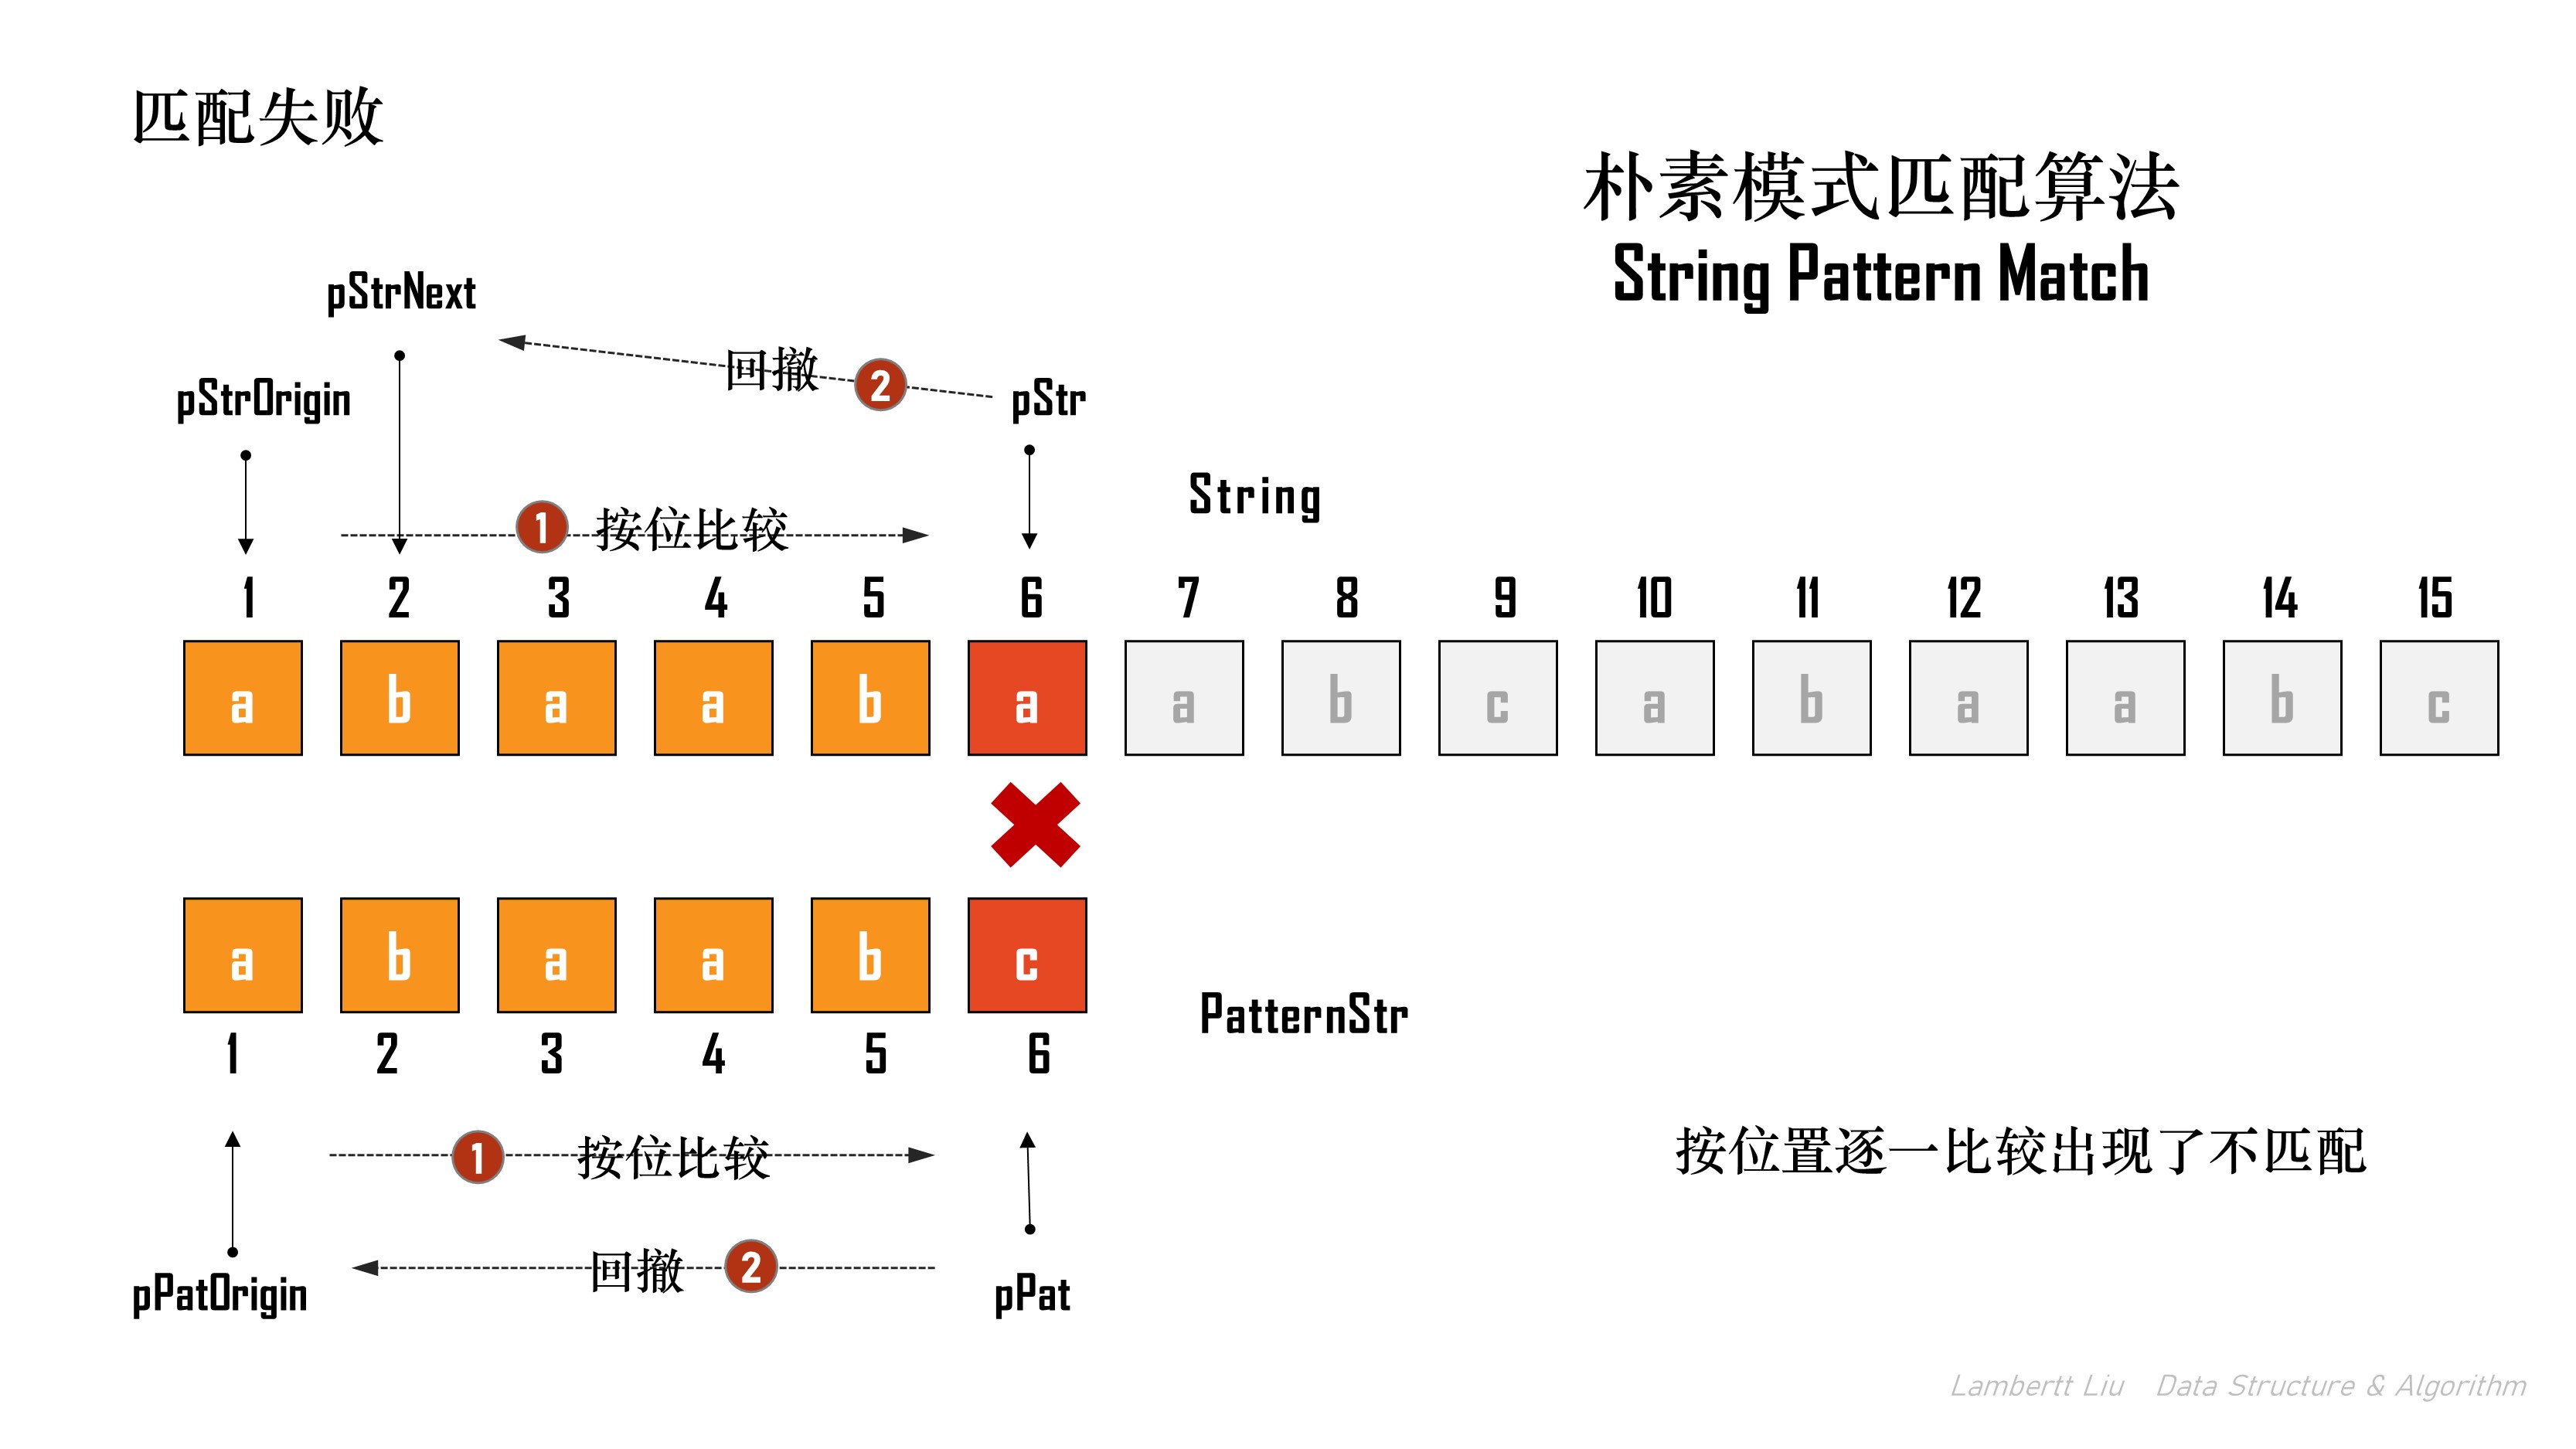 匹配失败
朴素模式匹配算法
String Pattern Match
pStrNext
回撤 2
pStrOrigin
pStr
String
1 按位比较
1 2 3 4 5 6 7 8 9 10 11 12 13 14 15
a b a a b a a b c a b a a b c
a b a a b c
PatternStr
1 2 3 4 5 6
1 按位比较
按位置逐一比较出现了不匹配
回撤 2
pPatOrigin
pPat
Lambertt Liu Data Structure & Algorithm